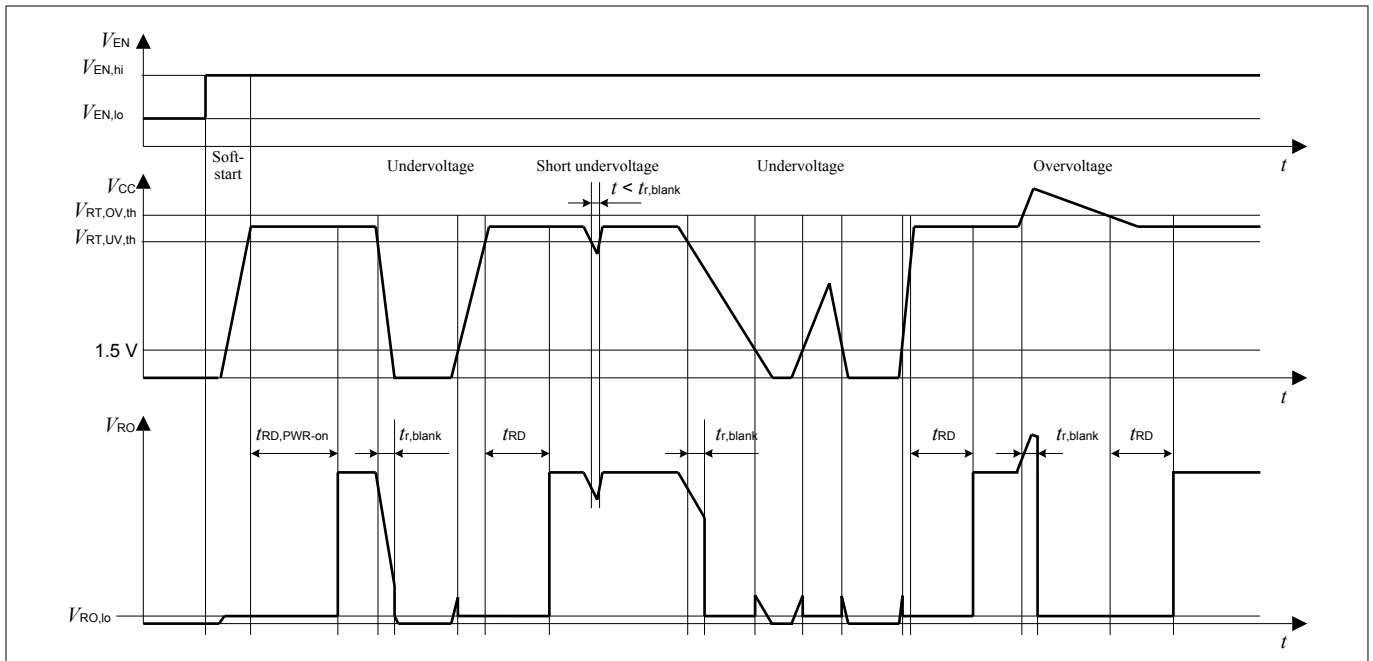 VEN
VEN,hi
VEN,lo
t
Soft-
start
Undervoltage
Short undervoltage
Undervoltage
Overvoltage
VCC
t < tr,blank
VRT,OV,th
VRT,UV,th
1.5 V
t
VRO
tRD,PWR-on
tr,blank
tRD
tr,blank
tRD
tr,blank
tRD
VRO,lo
t